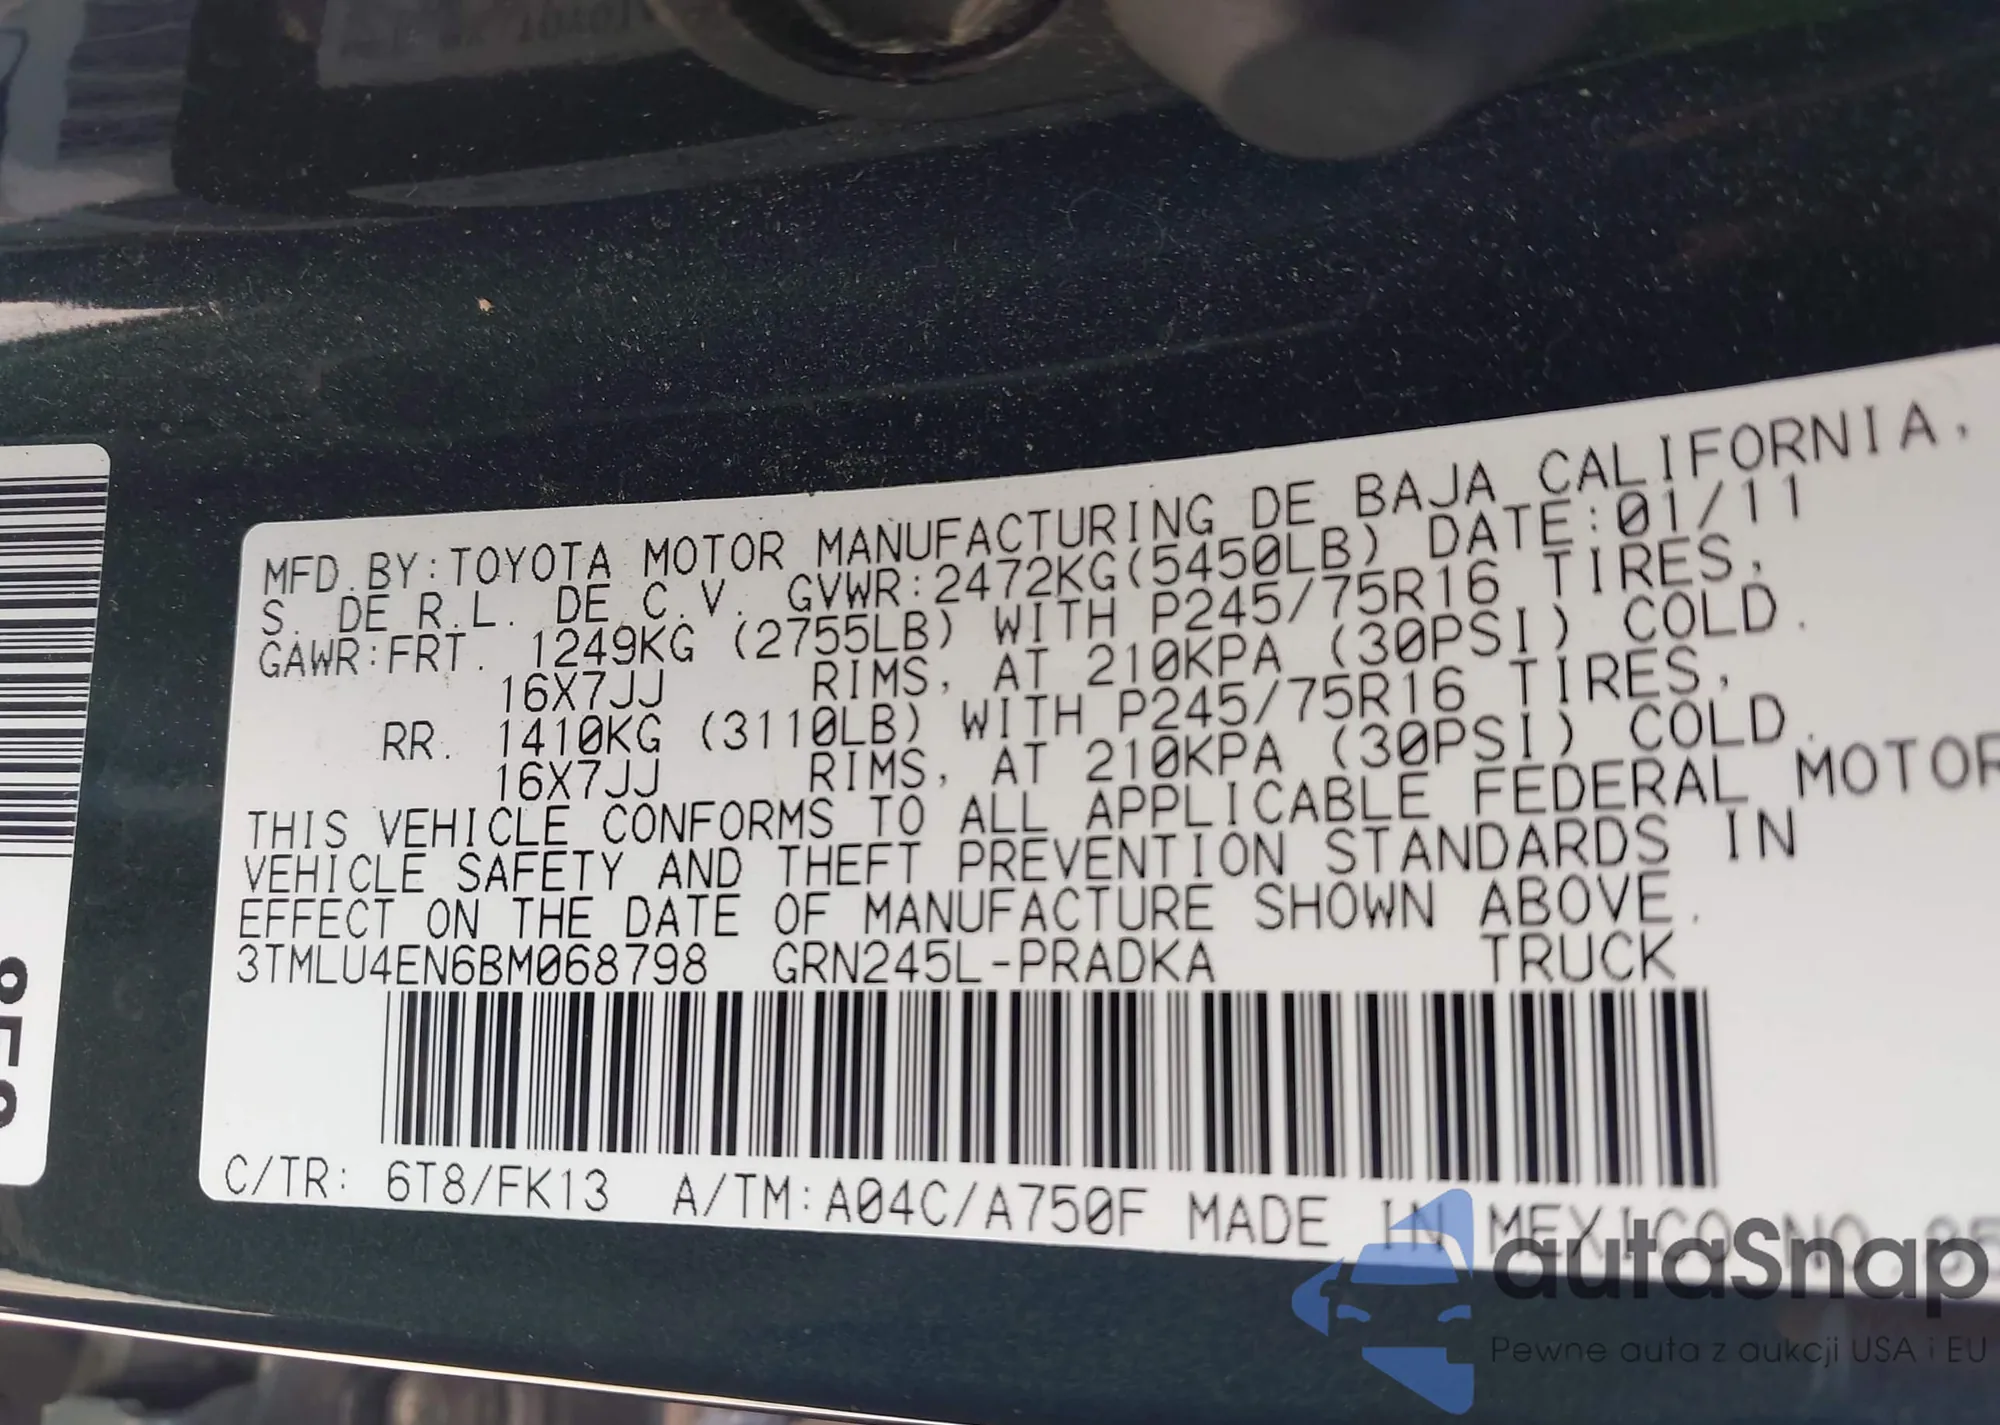 MFD.BY:TOYOTA MOTOR MANUFACTURING DE BAJA CALIFORNIA,
S. DE R.L. DE C.V. GVWR:2472KG(5450LB) DATE:01/11
GAWR:FRT. 1249KG (2755LB) WITH P245/75R16 TIRES,
16X7JJ RIMS, AT 210KPA (30PSI) COLD.
RR. 1410KG (3110LB) WITH P245/75R16 TIRES,
16X7JJ RIMS, AT 210KPA (30PSI) COLD.
THIS VEHICLE CONFORMS TO ALL APPLICABLE FEDERAL MOTOR
VEHICLE SAFETY AND THEFT PREVENTION STANDARDS IN
EFFECT ON THE DATE OF MANUFACTURE SHOWN ABOVE.
3TMLU4EN6BM068798 GRN245L-PRADKA TRUCK
C/TR: 6T8/FK13 A/TM:A04C/A750F MADE IN MEXICO NO.
autaSnap
Pewne auta z aukcji USA i EU